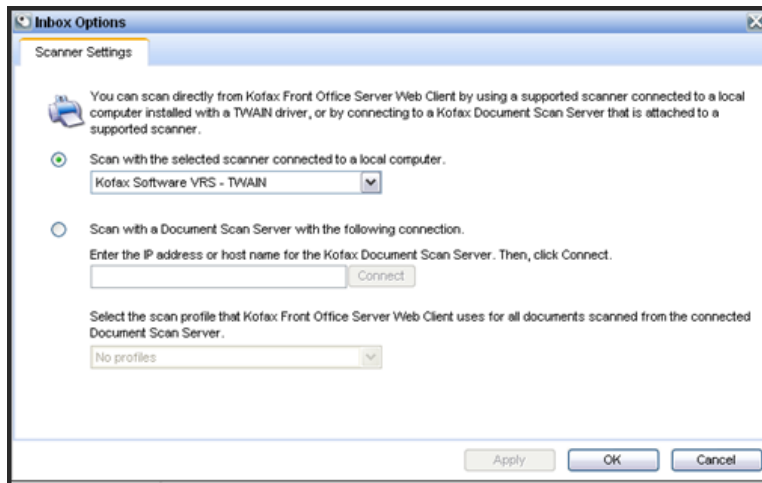 Inbox Options
Scanner Settings
You can scan directly from Kofax Front Office Server Web Client by using a supported scanner connected to a local
computer installed with a TWAIN driver, or by connecting to a Kofax Document Scan Server that is attached to a
supported scanner.
Scan with the selected scanner connected to a local computer.
Kofax Software VRS - TWAIN
Scan with a Document Scan Server with the following connection.
Enter the IP address or host name for the Kofax Document Scan Server. Then, click Connect.
Connect
Select the scan profile that Kofax Front Office Server Web Client uses for all documents scanned from the connected
Document Scan Server.
No profiles
Apply OK Cancel